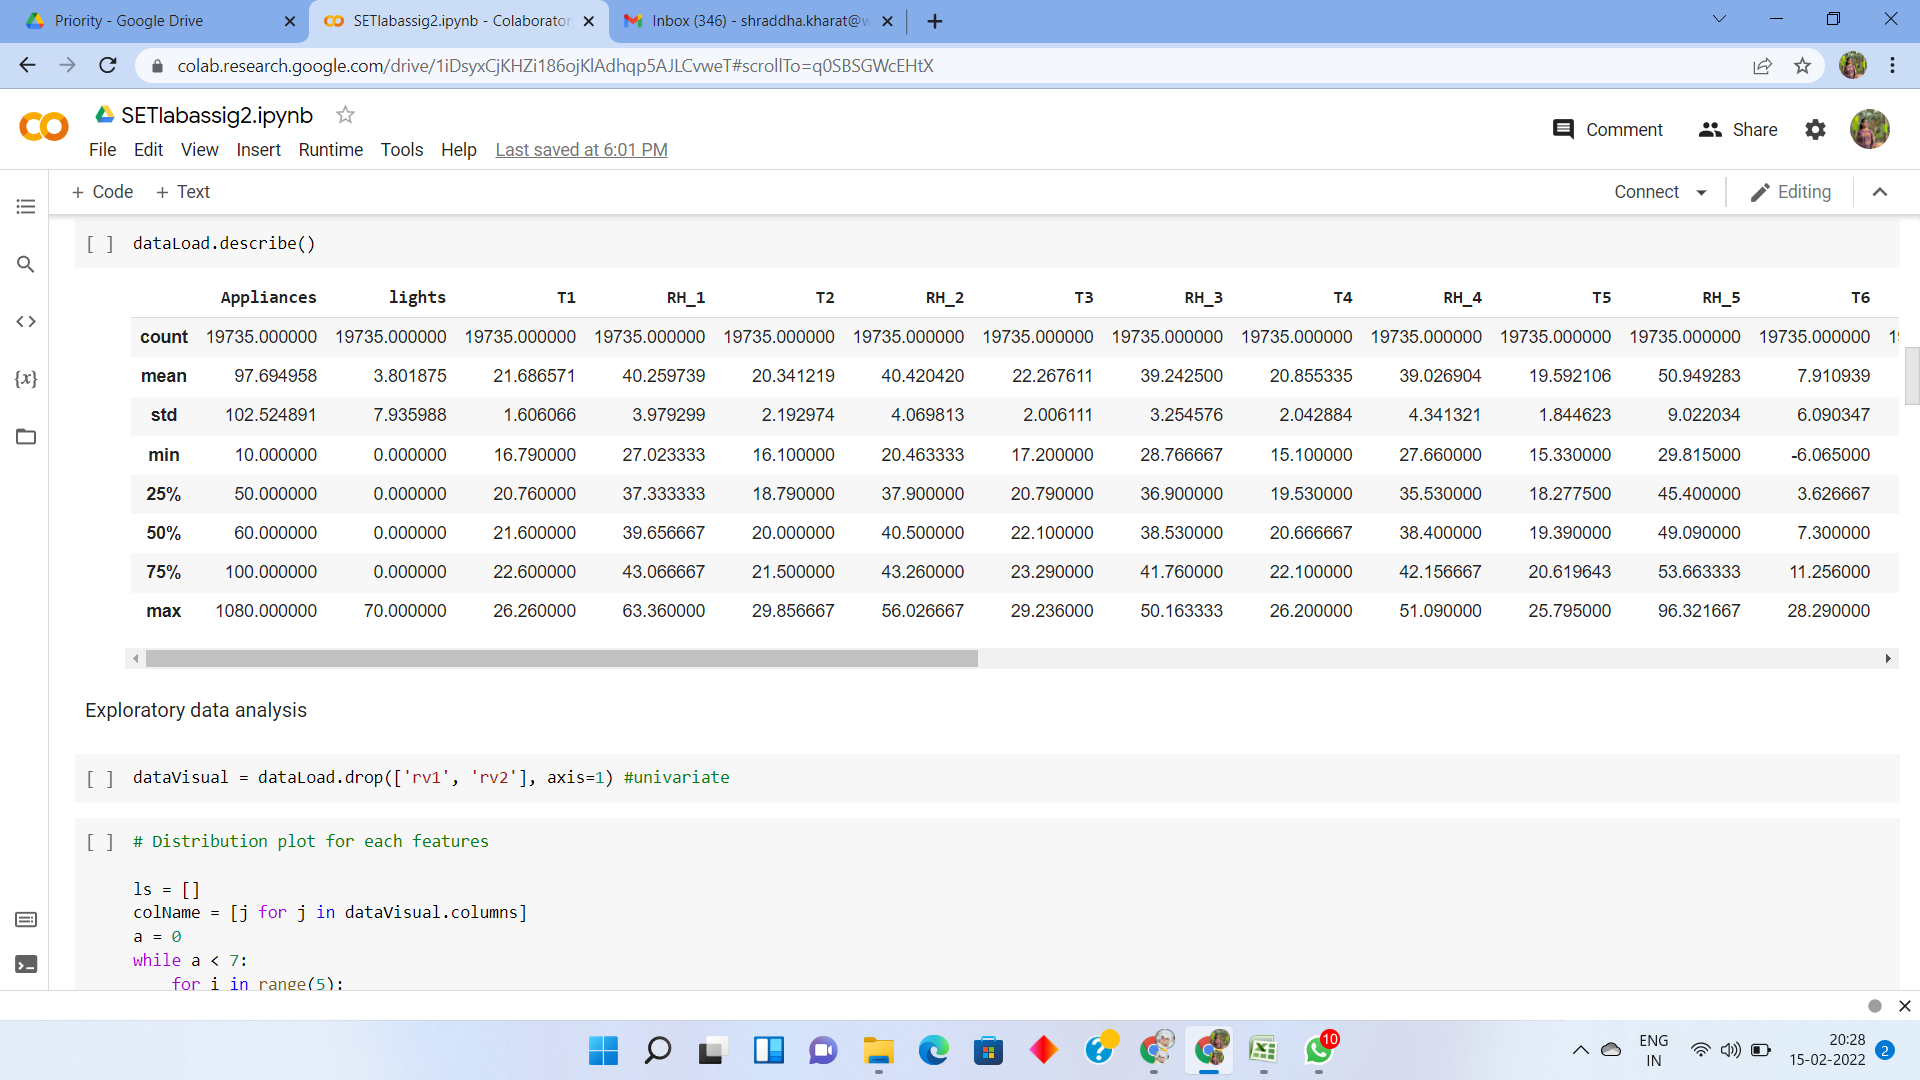 Priority - Google Drive
SETlabassig2.ipynb - Colaborator
Inbox (346) - shraddha.kharat@w
colab.research.google.com/drive/1iDsyxCjKHZi186ojKlAdhqp5AJLCvweT#scrollTo=q0SBSGWcEHtX
SETlabassig2.ipynb
File Edit View Insert Runtime Tools Help Last saved at 6:01 PM
Comment Share
+ Code + Text
Connect Editing
[ ] dataLoad.describe()
Appliances lights T1 RH_1 T2 RH_2 T3 RH_3 T4 RH_4 T5 RH_5 T6
count 19735.000000 19735.000000 19735.000000 19735.000000 19735.000000 19735.000000 19735.000000 19735.000000 19735.000000 19735.000000 19735.000000 19735.000000 19735.000000 19
mean 97.694958 3.801875 21.686571 40.259739 20.341219 40.420420 22.267611 39.242500 20.855335 39.026904 19.592106 50.949283 7.910939
std 102.524891 7.935988 1.606066 3.979299 2.192974 4.069813 2.006111 3.254576 2.042884 4.341321 1.844623 9.022034 6.090347
min 10.000000 0.000000 16.790000 27.023333 16.100000 20.463333 17.200000 28.766667 15.100000 27.660000 15.330000 29.815000 -6.065000
25% 50.000000 0.000000 20.760000 37.333333 18.790000 37.900000 20.790000 36.900000 19.530000 35.530000 18.277500 45.400000 3.626667
50% 60.000000 0.000000 21.600000 39.656667 20.000000 40.500000 22.100000 38.530000 20.666667 38.400000 19.390000 49.090000 7.300000
75% 100.000000 0.000000 22.600000 43.066667 21.500000 43.260000 23.290000 41.760000 22.100000 42.156667 20.619643 53.663333 11.256000
max 1080.000000 70.000000 26.260000 63.360000 29.856667 56.026667 29.236000 50.163333 26.200000 51.090000 25.795000 96.321667 28.290000
Exploratory data analysis
[ ] dataVisual = dataLoad.drop(['rv1', 'rv2'], axis=1) #univariate
[ ] # Distribution plot for each features
ls = []
colName = [j for j in dataVisual.columns]
a = 0
while a < 7:
for i in range(5):
10
ENG
IN
20:28
15-02-2022
2